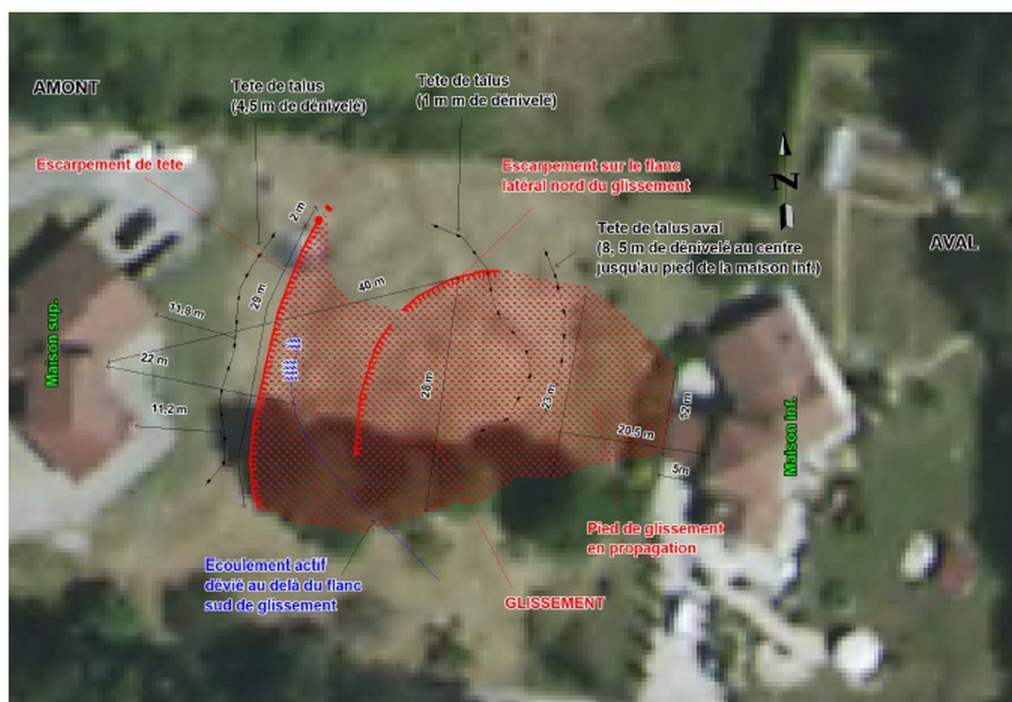 AMONT
Tete de talus
(4,5 m de dénivelé)
Tete de talus
(1 m m de dénivelé)
Escarpement de tete
Escarpement sur le flanc
latéral nord du glissement
N
Tete de talus aval
(8, 5 m de dénivelé au centre
jusqu'au pied de la maison inf.)
AVAL
2 m
29 m
40 m
11,8 m
22 m
11,2 m
Maison sup.
28 m
23 m
12 m
20.5 m
5m
Maison inf.
Pied de glissement
en propagation
Ecoulement actif
dévié au delà du flanc
sud de glissement
GLISSEMENT